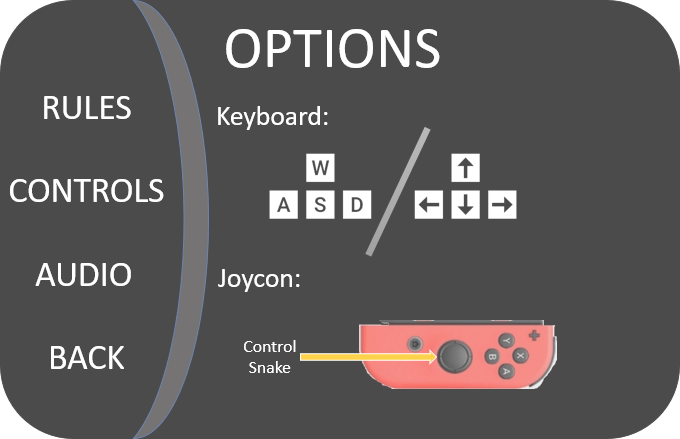 OPTIONS
RULES
CONTROLS
AUDIO
BACK
Keyboard:
W
A S D
↑
← ↓ →
Joycon:
Control
Snake
+
Y
B X
A